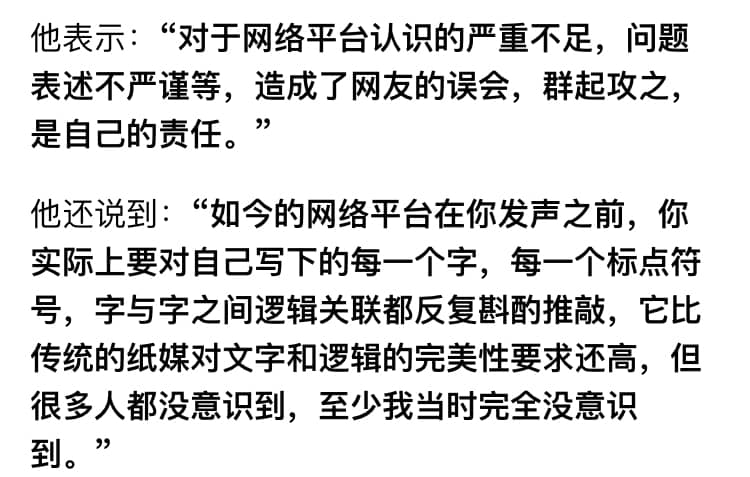 他表示：“对于网络平台认识的严重不足，问题
表述不严谨等，造成了网友的误会，群起攻之，
是自己的责任。”
他还说到：“如今的网络平台在你发声之前，你
实际上要对自己写下的每一个字，每一个标点符
号，字与字之间逻辑关联都反复斟酌推敲，它比
传统的纸媒对文字和逻辑的完美性要求还高，但
很多人都没意识到，至少我当时完全没意识
到。”